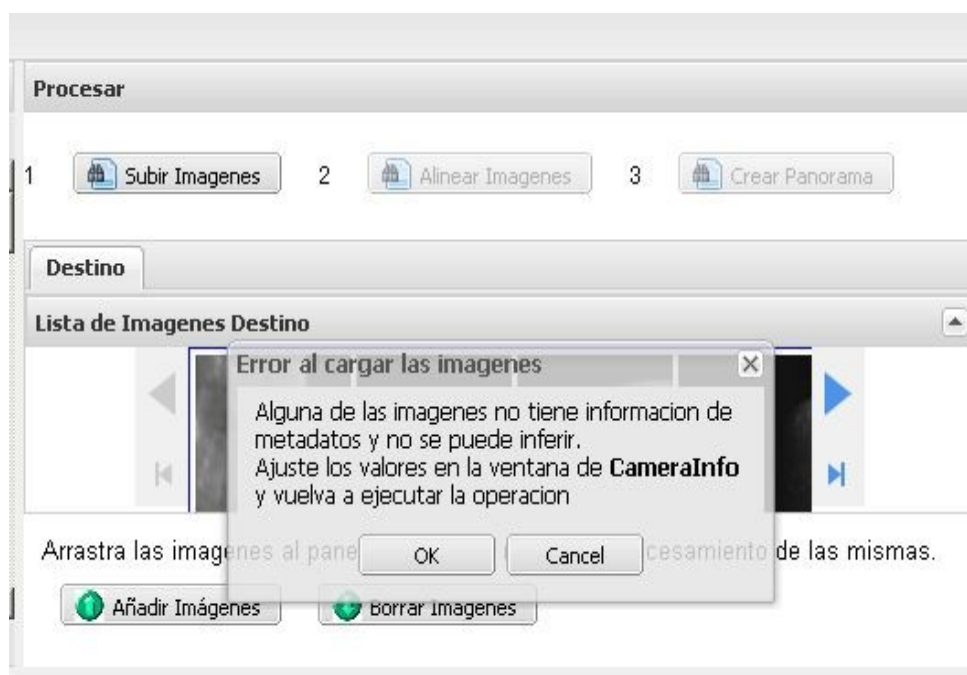 Procesar
1 Subir Imagenes 2 Alinear Imagenes 3 Crear Panorama
Destino
Lista de Imagenes Destino
Error al cargar las imagenes
Alguna de las imagenes no tiene informacion de
metadatos y no se puede inferir.
Ajuste los valores en la ventana de CameraInfo
y vuelva a ejecutar la operacion
OK Cancel
Arrastra las imagenes al de las mismas.
Añadir Imágenes Borrar Imagenes